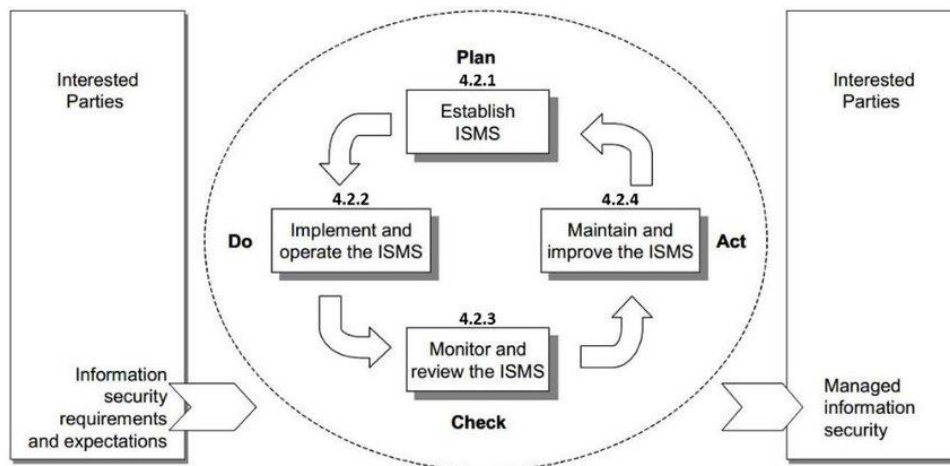 Interested
Parties
Information
security
requirements
and expectations
Plan
4.2.1
Establish
ISMS
4.2.2
Do
Implement and
operate the ISMS
4.2.4
Maintain and
improve the ISMS
Act
4.2.3
Monitor and
review the ISMS
Check
Interested
Parties
Managed
information
security